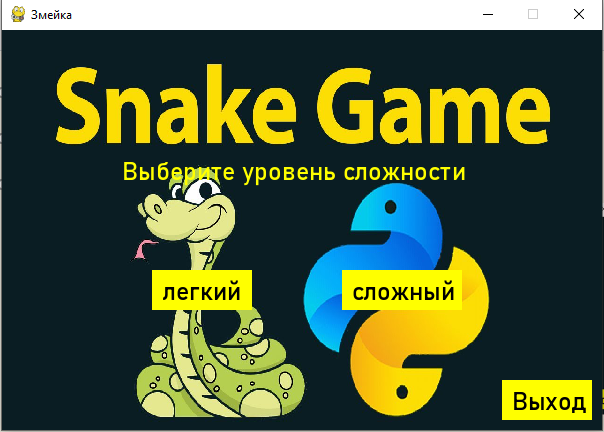 Змейка
Snake Game
Выберите уровень сложности
легкий
сложный
Выход